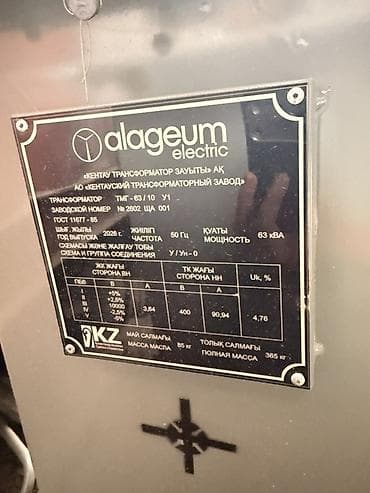 alageum
electric
«КЕНТАУ ТРАНСФОРМАТОР ЗАУЫТЫ» АҚ
АО «КЕНТАУСКИЙ ТРАНСФОРМАТОРНЫЙ ЗАВОД»
ТРАНСФОРМАТОР ТМГ - 63 / 10 У1
ЗАВОДСКОЙ НОМЕР № 2602 ЩА 001
ГОСТ 11677 - 85
ШЫҒ. ЖЫЛЫ ЖИІЛІГІ ҚУАТЫ
ГОД ВЫПУСКА 2026 г. ЧАСТОТА 50 Гц МОЩНОСТЬ 63 кВА
СХЕМАСЫ ЖӘНЕ ЖАЛҒАУ ТОБЫ
СХЕМА И ГРУППА СОЕДИНЕНИЯ У / Ун - 0
ЖК ЖАҒЫ ТК ЖАҒЫ
СТОРОНА ВН СТОРОНА НН Uк, %
ПБВ В А В А
I +5%
II +2,5%
III 10000 3,64 400 90,94 4,76
IV -2,5%
V -5%
KZ
МАЙ САЛМАҒЫ ТОЛЫҚ САЛМАҒЫ
МАССА МАСЛА 85 кг ПОЛНАЯ МАССА 365 кг